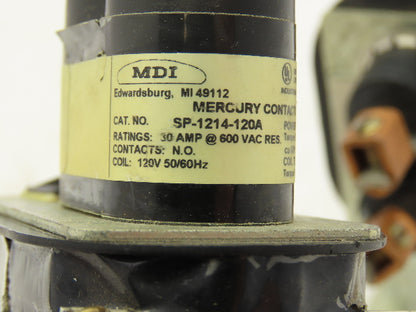 MDI
Edwardsburg, MI 49112
MERCURY CONTAC
CAT. NO. SP-1214-120A
RATINGS: 30 AMP @ 600 VAC RES.
CONTACTS: N.O.
COIL: 120V 50/60Hz